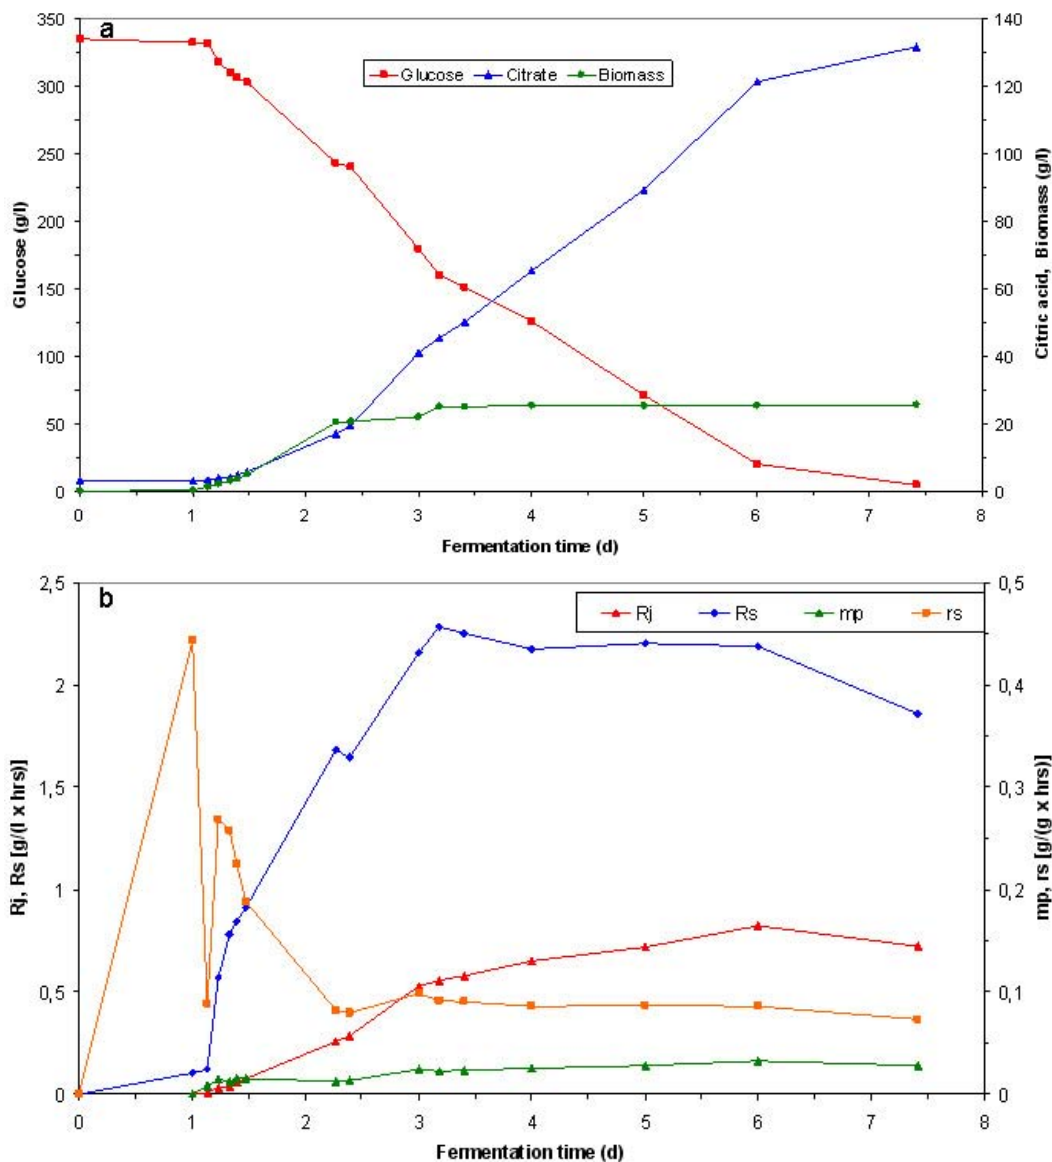 a
Glucose Citrate Biomass
350
300
250
200
150
100
50
0
Glucose (g/l)
140
120
100
80
60
40
20
0
Citric acid, Biomass (g/l)
0 1 2 3 4 5 6 7 8
Fermentation time (d)
b
Rj Rs mp rs
2,5
2
1,5
1
0,5
0
Rj, Rs [g/(l x hrs)]
0,5
0,4
0,3
0,2
0,1
0
mp, rs [g/(g x hrs)]
0 1 2 3 4 5 6 7 8
Fermentation time (d)